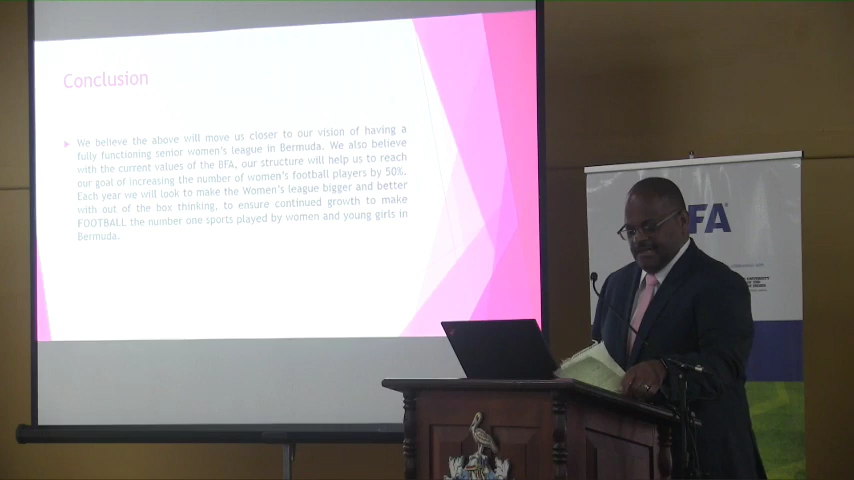 Conclusion
We believe the above will move us closer to our vision of having a
fully functioning senior women's league in Bermuda. We also believe
with the current values of the BFA, our structure will help us to reach
our goal of increasing the number of women's football players by 50%.
Each year we will look to make the Women's league bigger and better
with out of the box thinking, to ensure continued growth to make
FOOTBALL the number one sports played by women and young girls in
Bermuda.
FA